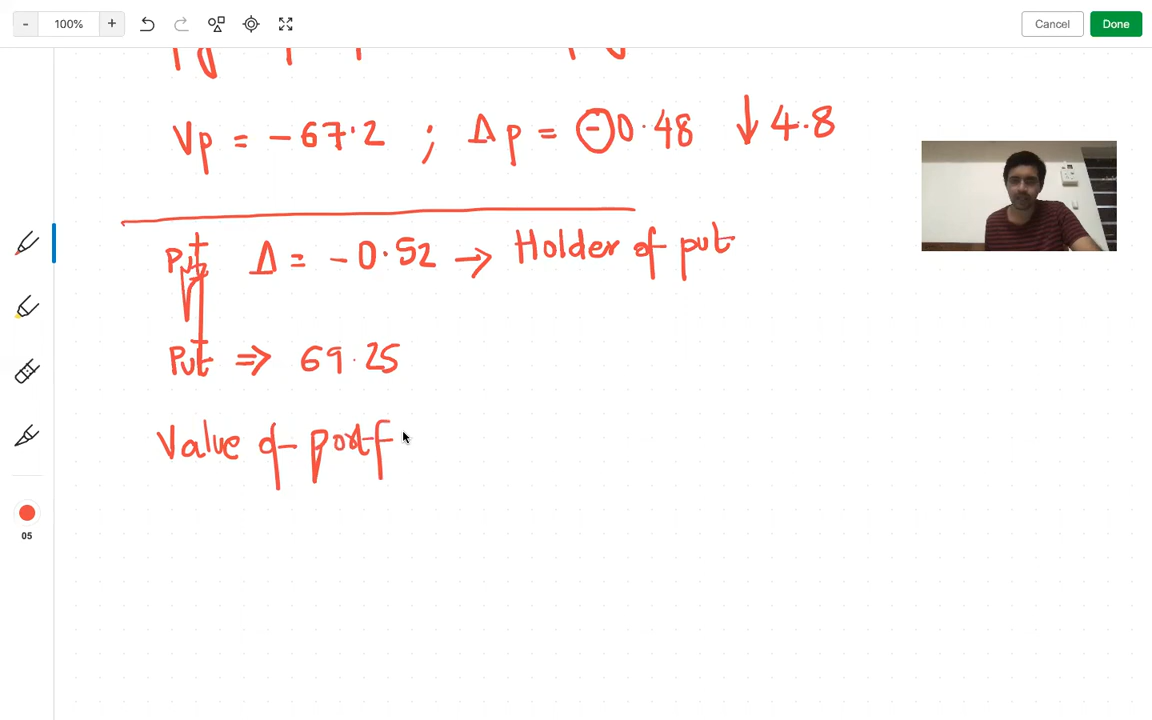 - 100% +
Cancel Done
Vp = - 67.2 ; Δp = -0.48 ↓ 4.8
Put Δ = - 0.52 → Holder of put
Put ⇒ 69.25
Value of portf
05